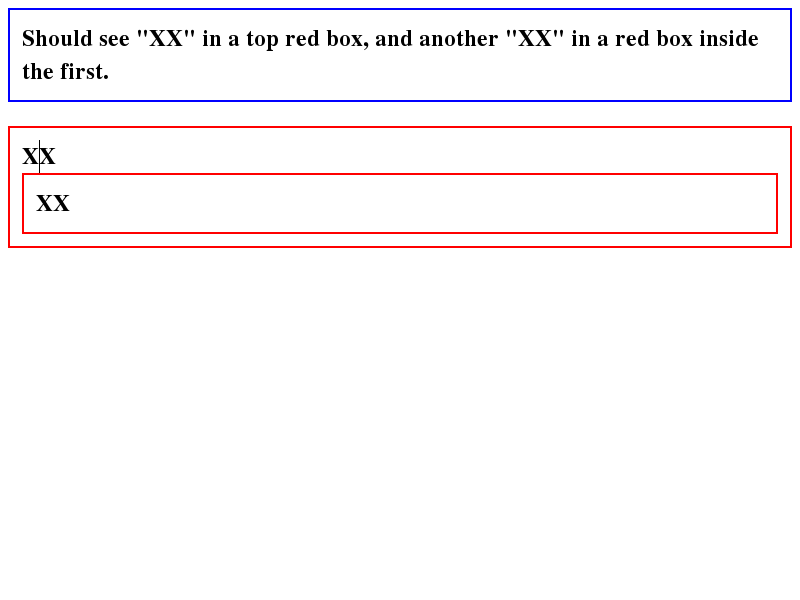 Should see "XX" in a top red box, and another "XX" in a red box inside
the first.
XX
XX